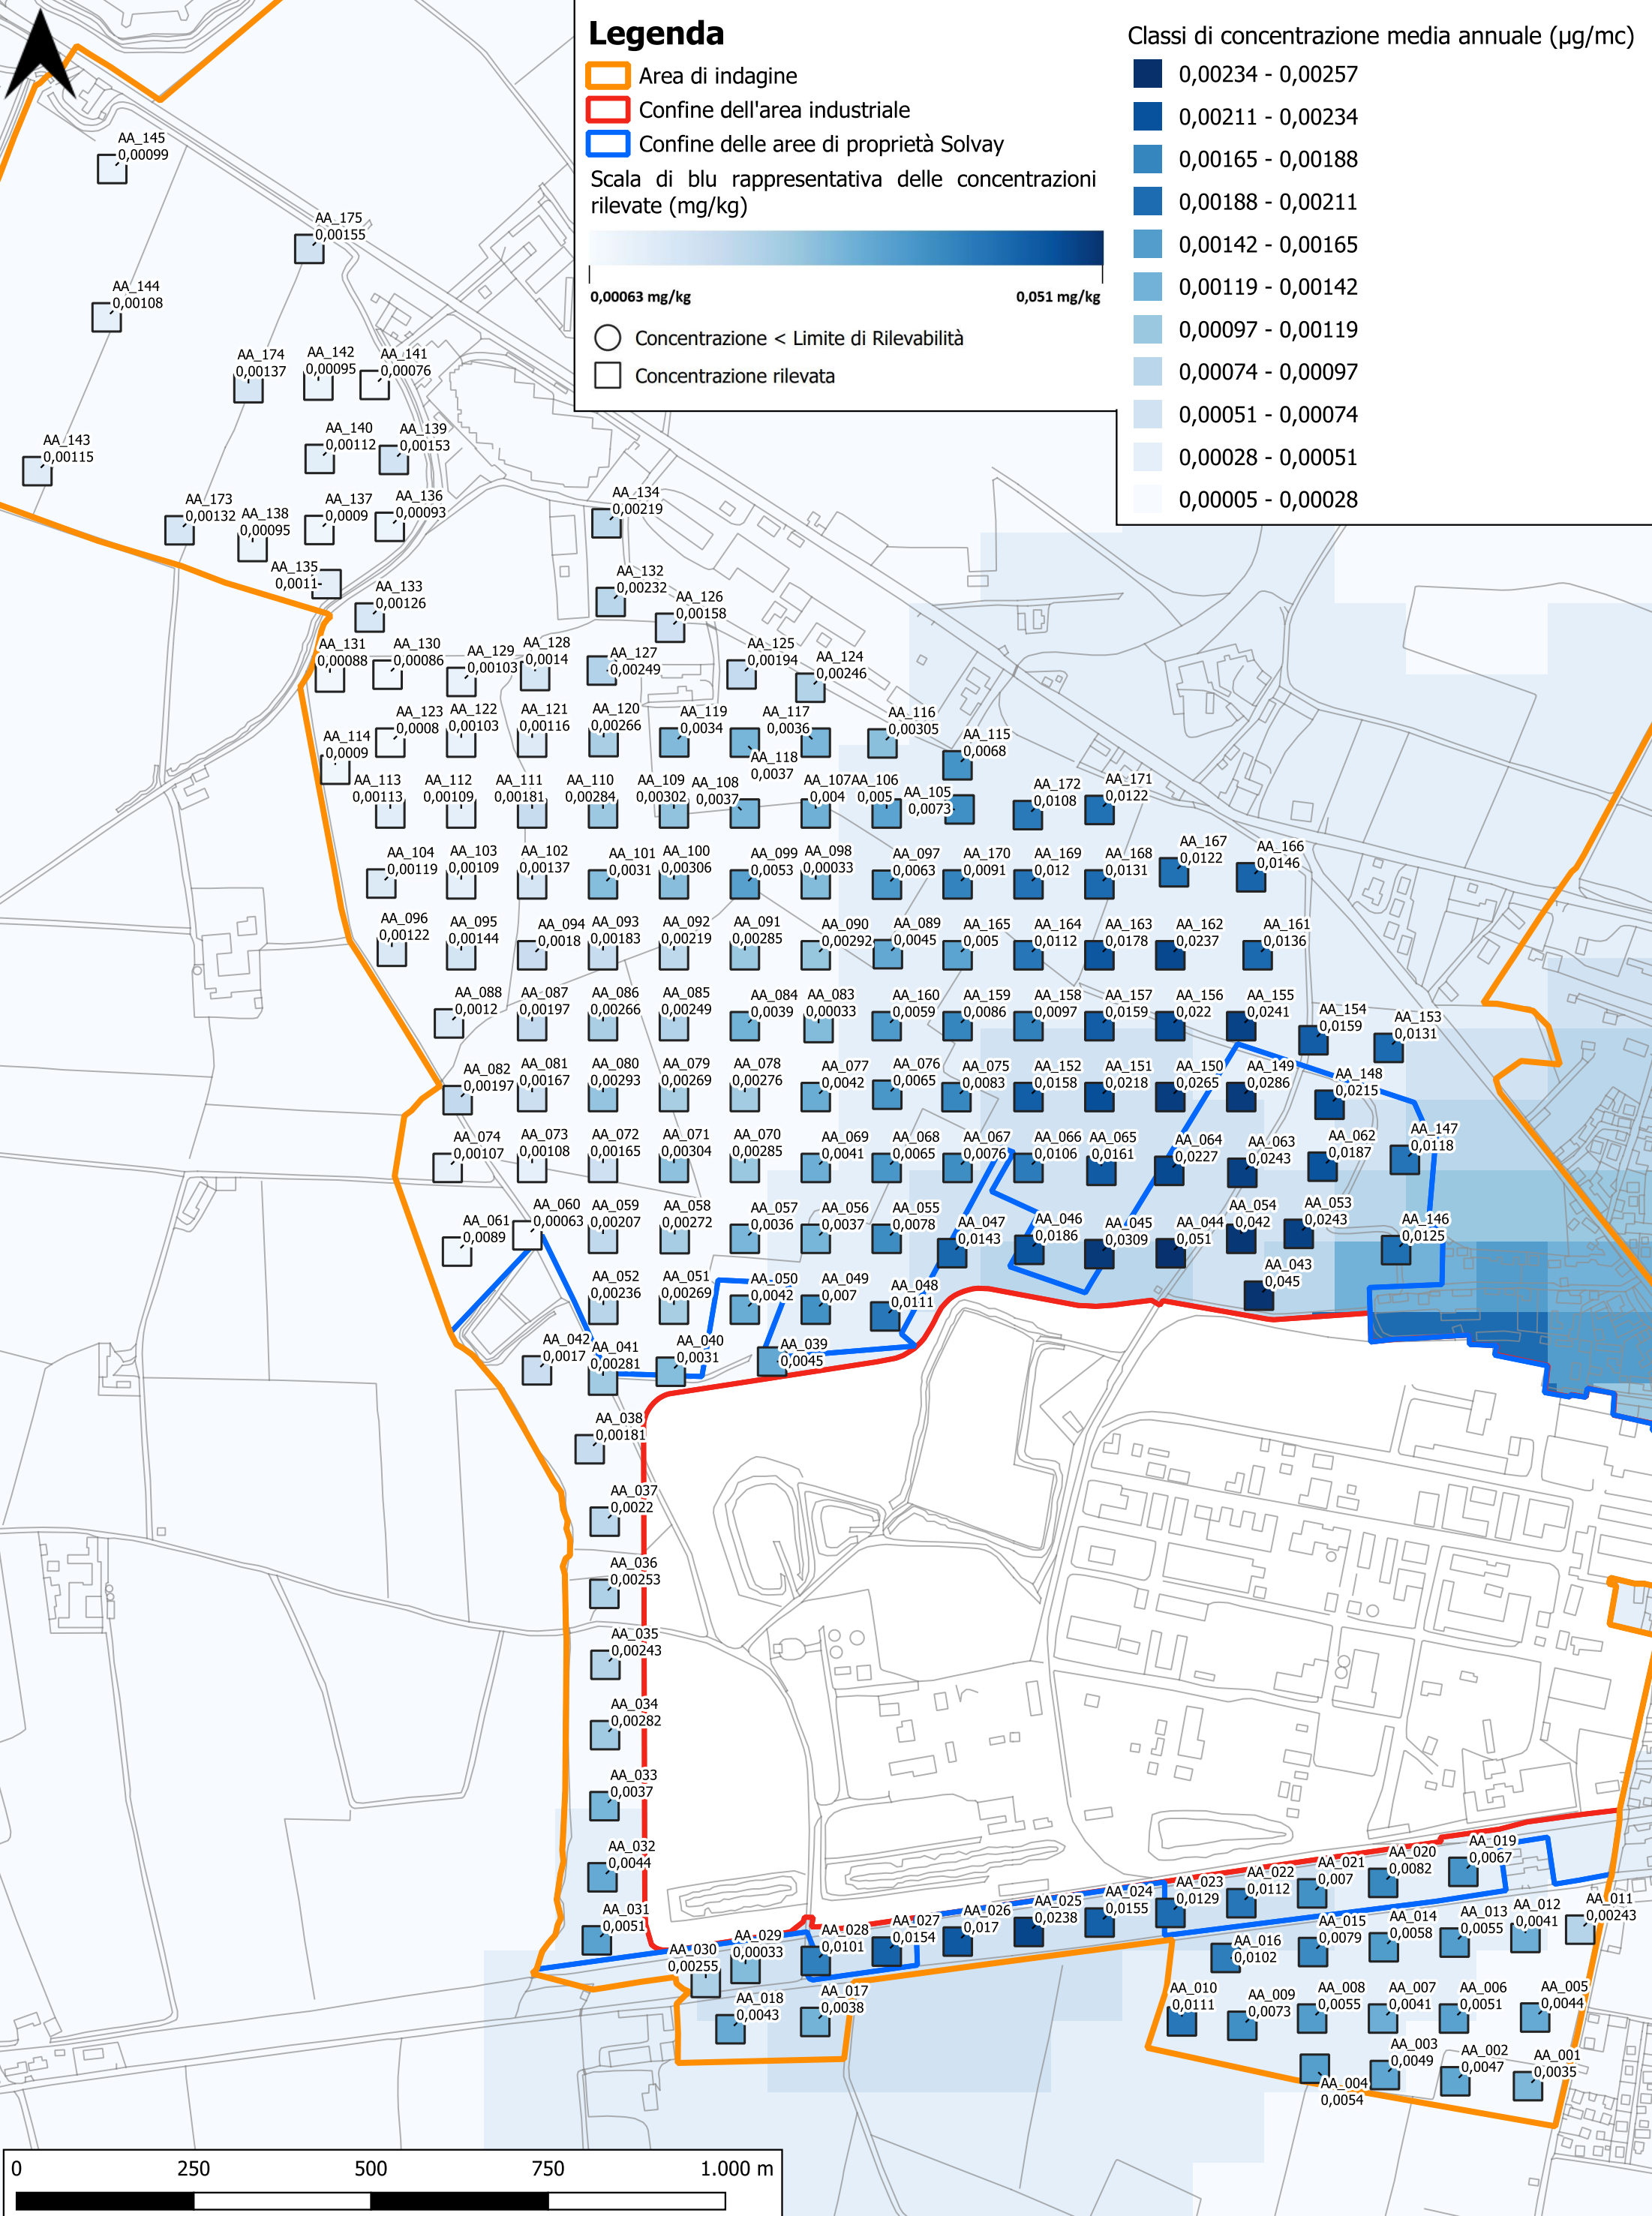 Legenda
Area di indagine
Confine dell'area industriale
Confine delle aree di proprietà Solvay
Scala di blu rappresentativa delle concentrazioni
rilevate (mg/kg)
0,00063 mg/kg
0,051 mg/kg
Concentrazione < Limite di Rilevabilità
Concentrazione rilevata
Classi di concentrazione media annuale (µg/mc)
0,00234 - 0,00257
0,00211 - 0,00234
0,00165 - 0,00188
0,00188 - 0,00211
0,00142 - 0,00165
0,00119 - 0,00142
0,00097 - 0,00119
0,00074 - 0,00097
0,00051 - 0,00074
0,00028 - 0,00051
0,00005 - 0,00028
AA_145
0,00099
AA_175
0,00155
AA_144
0,00108
AA_174
0,00137
AA_142
0,00095
AA_141
0,00076
AA_143
0,00115
AA_140
0,00112
AA_139
0,00153
AA_173
0,00132
AA_138
0,00095
AA_137
0,0009
AA_136
0,00093
AA_134
0,00219
AA_135
0,0011
AA_133
0,00126
AA_132
0,00232
AA_126
0,00158
AA_131
0,00088
AA_130
0,00086
AA_129
0,00103
AA_128
0,0014
AA_127
0,00249
AA_125
0,00194
AA_124
0,00246
AA_114
0,0009
AA_123
0,0008
AA_122
0,00103
AA_121
0,00116
AA_120
0,00266
AA_119
0,0034
AA_118
0,0037
AA_117
0,0036
AA_116
0,00305
AA_115
0,0068
AA_113
0,00113
AA_112
0,00109
AA_111
0,00181
AA_110
0,00284
AA_109
0,00302
AA_108
0,0037
AA_107
0,004
AA_106
0,005
AA_105
0,0073
AA_172
0,0108
AA_171
0,0122
AA_104
0,00119
AA_103
0,00109
AA_102
0,00137
AA_101
0,0031
AA_100
0,00306
AA_099
0,0053
AA_098
0,00033
AA_097
0,0063
AA_170
0,0091
AA_169
0,012
AA_168
0,0131
AA_167
0,0122
AA_166
0,0146
AA_096
0,00122
AA_095
0,00144
AA_094
0,0018
AA_093
0,00183
AA_092
0,00219
AA_091
0,00285
AA_090
0,00292
AA_089
0,0045
AA_165
0,005
AA_164
0,0112
AA_163
0,0178
AA_162
0,0237
AA_161
0,0136
AA_088
0,0012
AA_087
0,00197
AA_086
0,00266
AA_085
0,00249
AA_084
0,0039
AA_083
0,00033
AA_160
0,0059
AA_159
0,0086
AA_158
0,0097
AA_157
0,0159
AA_156
0,022
AA_155
0,0241
AA_154
0,0159
AA_153
0,0131
AA_082
0,00197
AA_081
0,00167
AA_080
0,00293
AA_079
0,00269
AA_078
0,00276
AA_077
0,0042
AA_076
0,0065
AA_075
0,0083
AA_152
0,0158
AA_151
0,0218
AA_150
0,0265
AA_149
0,0286
AA_148
0,0215
AA_074
0,00107
AA_073
0,00108
AA_072
0,00165
AA_071
0,00304
AA_070
0,00285
AA_069
0,0041
AA_068
0,0065
AA_067
0,0076
AA_066
0,0106
AA_065
0,0161
AA_064
0,0227
AA_063
0,0243
AA_062
0,0187
AA_147
0,0118
AA_061
0,0089
AA_060
0,00063
AA_059
0,00207
AA_058
0,00272
AA_057
0,0036
AA_056
0,0037
AA_055
0,0078
AA_047
0,0143
AA_046
0,0186
AA_045
0,0309
AA_044
0,051
AA_054
0,042
AA_053
0,0243
AA_146
0,0125
AA_052
0,00236
AA_051
0,00269
AA_050
0,0042
AA_049
0,007
AA_048
0,0111
AA_043
0,045
AA_042
0,0017
AA_041
0,00281
AA_040
0,0031
AA_039
0,0045
AA_038
0,00181
AA_037
0,0022
AA_036
0,00253
AA_035
0,00243
AA_034
0,00282
AA_033
0,0037
AA_032
0,0044
AA_031
0,0051
AA_030
0,00255
AA_029
0,00033
AA_028
0,0101
AA_027
0,0154
AA_026
0,017
AA_025
0,0238
AA_024
0,0155
AA_023
0,0129
AA_022
0,0112
AA_021
0,007
AA_020
0,0082
AA_019
0,0067
AA_018
0,0043
AA_017
0,0038
AA_016
0,0102
AA_015
0,0079
AA_014
0,0058
AA_013
0,0055
AA_012
0,0041
AA_011
0,00243
AA_010
0,0111
AA_009
0,0073
AA_008
0,0055
AA_007
0,0041
AA_006
0,0051
AA_005
0,0044
AA_004
0,0054
AA_003
0,0049
AA_002
0,0047
AA_001
0,0035
0 250 500 750 1.000 m